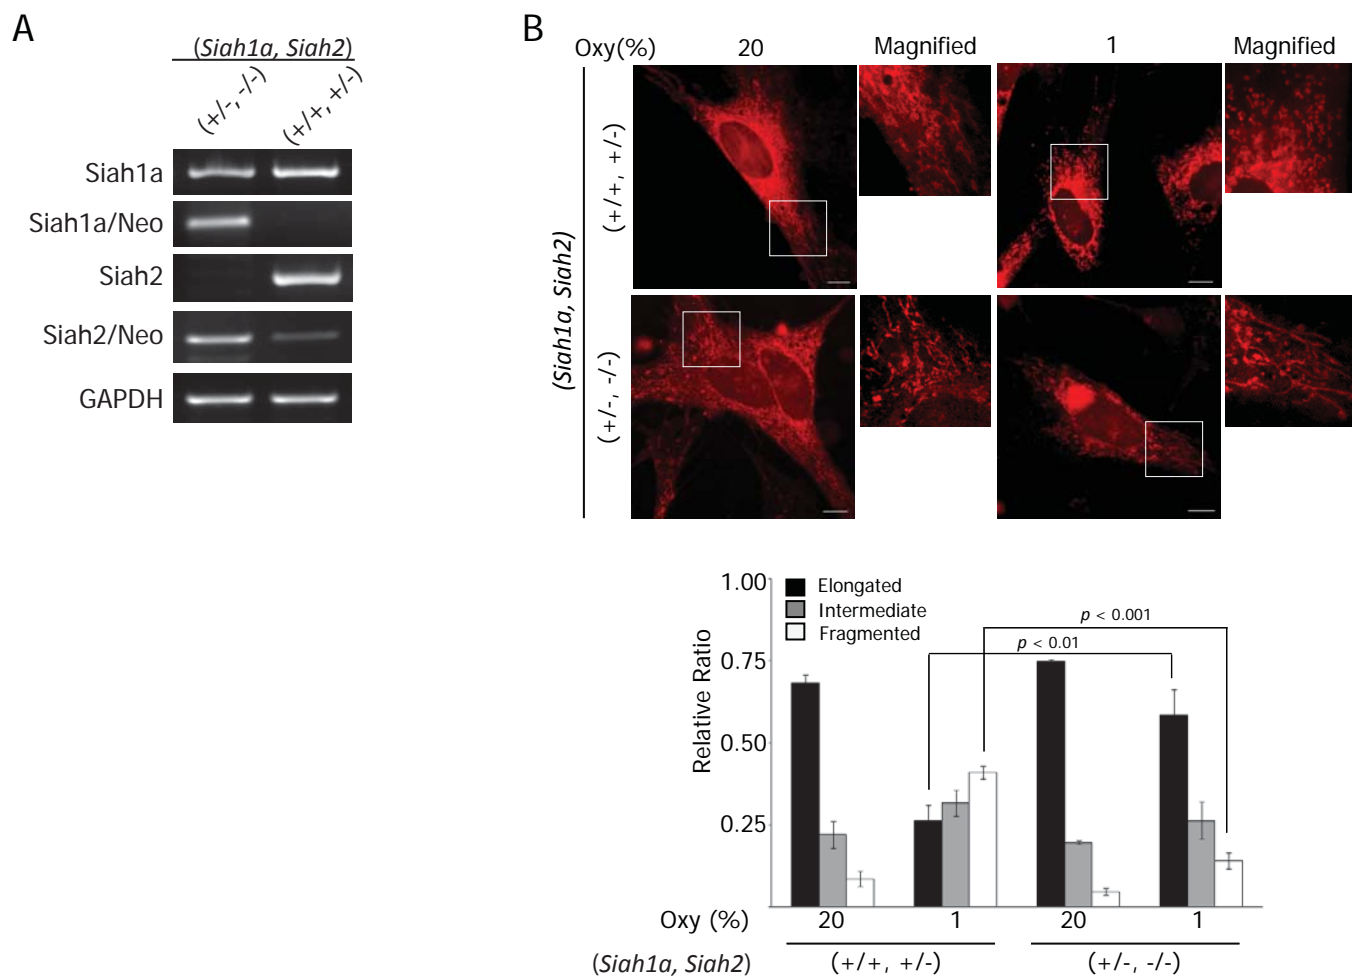 A
(Siah1a, Siah2)
(+/-, -/-)
(+/+, +/-)
Siah1a
Siah1a/Neo
Siah2
Siah2/Neo
GAPDH
B
Oxy(%)
20
Magnified
1
Magnified
(Siah1a, Siah2)
(+/+, +/-)
(+/-, -/-)
1.00
0.75
0.50
0.25
Relative Ratio
Elongated
Intermediate
Fragmented
p < 0.001
p < 0.01
Oxy (%)
20
1
20
1
(Siah1a, Siah2)
(+/+, +/-)
(+/-, -/-)